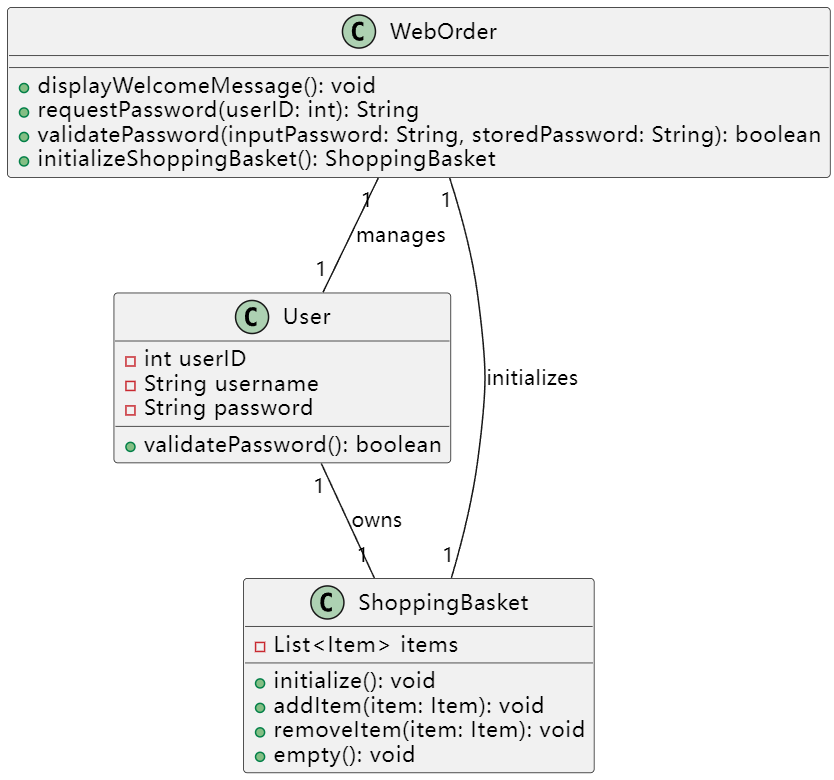 C WebOrder
displayWelcomeMessage(): void
requestPassword(userID: int): String
validatePassword(inputPassword: String, storedPassword: String): boolean
initializeShoppingBasket(): ShoppingBasket
1
1
manages
1
C User
int userID
String username
String password
initializes
validatePassword(): boolean
1
owns
1
1
C ShoppingBasket
List<Item> items
initialize(): void
addItem(item: Item): void
removeItem(item: Item): void
empty(): void